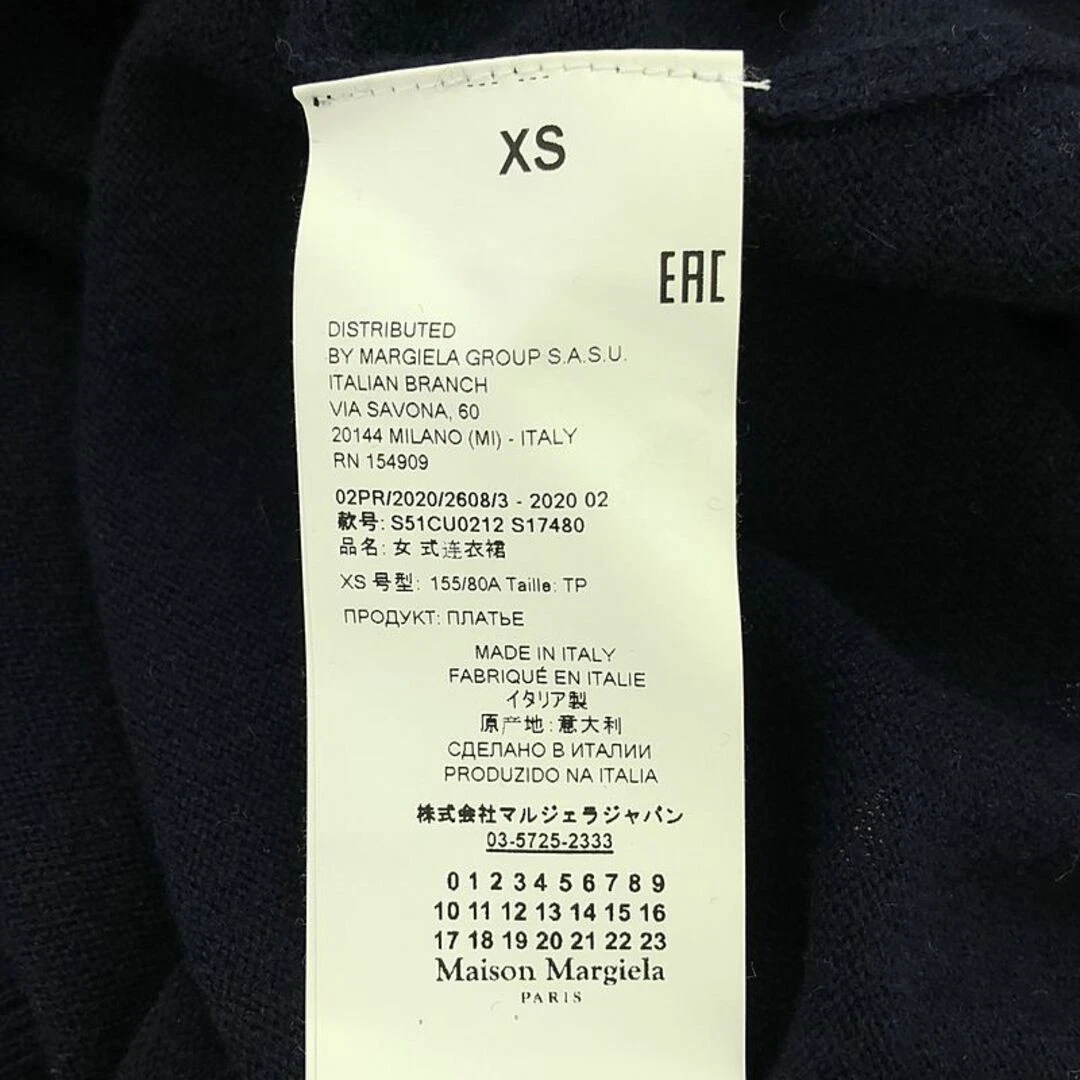 XS
EAC
DISTRIBUTED
BY MARGIELA GROUP S.A.S.U.
ITALIAN BRANCH
VIA SAVONA, 60
20144 MILANO (MI) - ITALY
RN 154909
02PR/2020/2608/3 - 2020 02
款号: S51CU0212 S17480
品名: 女 式连衣裙
XS 号型: 155/80A Taille: TP
ПРОДУКТ: ПЛАТЬЕ
MADE IN ITALY
FABRIQUÉ EN ITALIE
イタリア製
原产地: 意大利
СДЕЛАНО В ИТАЛИИ
PRODUZIDO NA ITALIA
株式会社マルジェラジャパン
03-5725-2333
0 1 2 3 4 5 6 7 8 9
10 11 12 13 14 15 16
17 18 19 20 21 22 23
Maison Margiela
PARIS